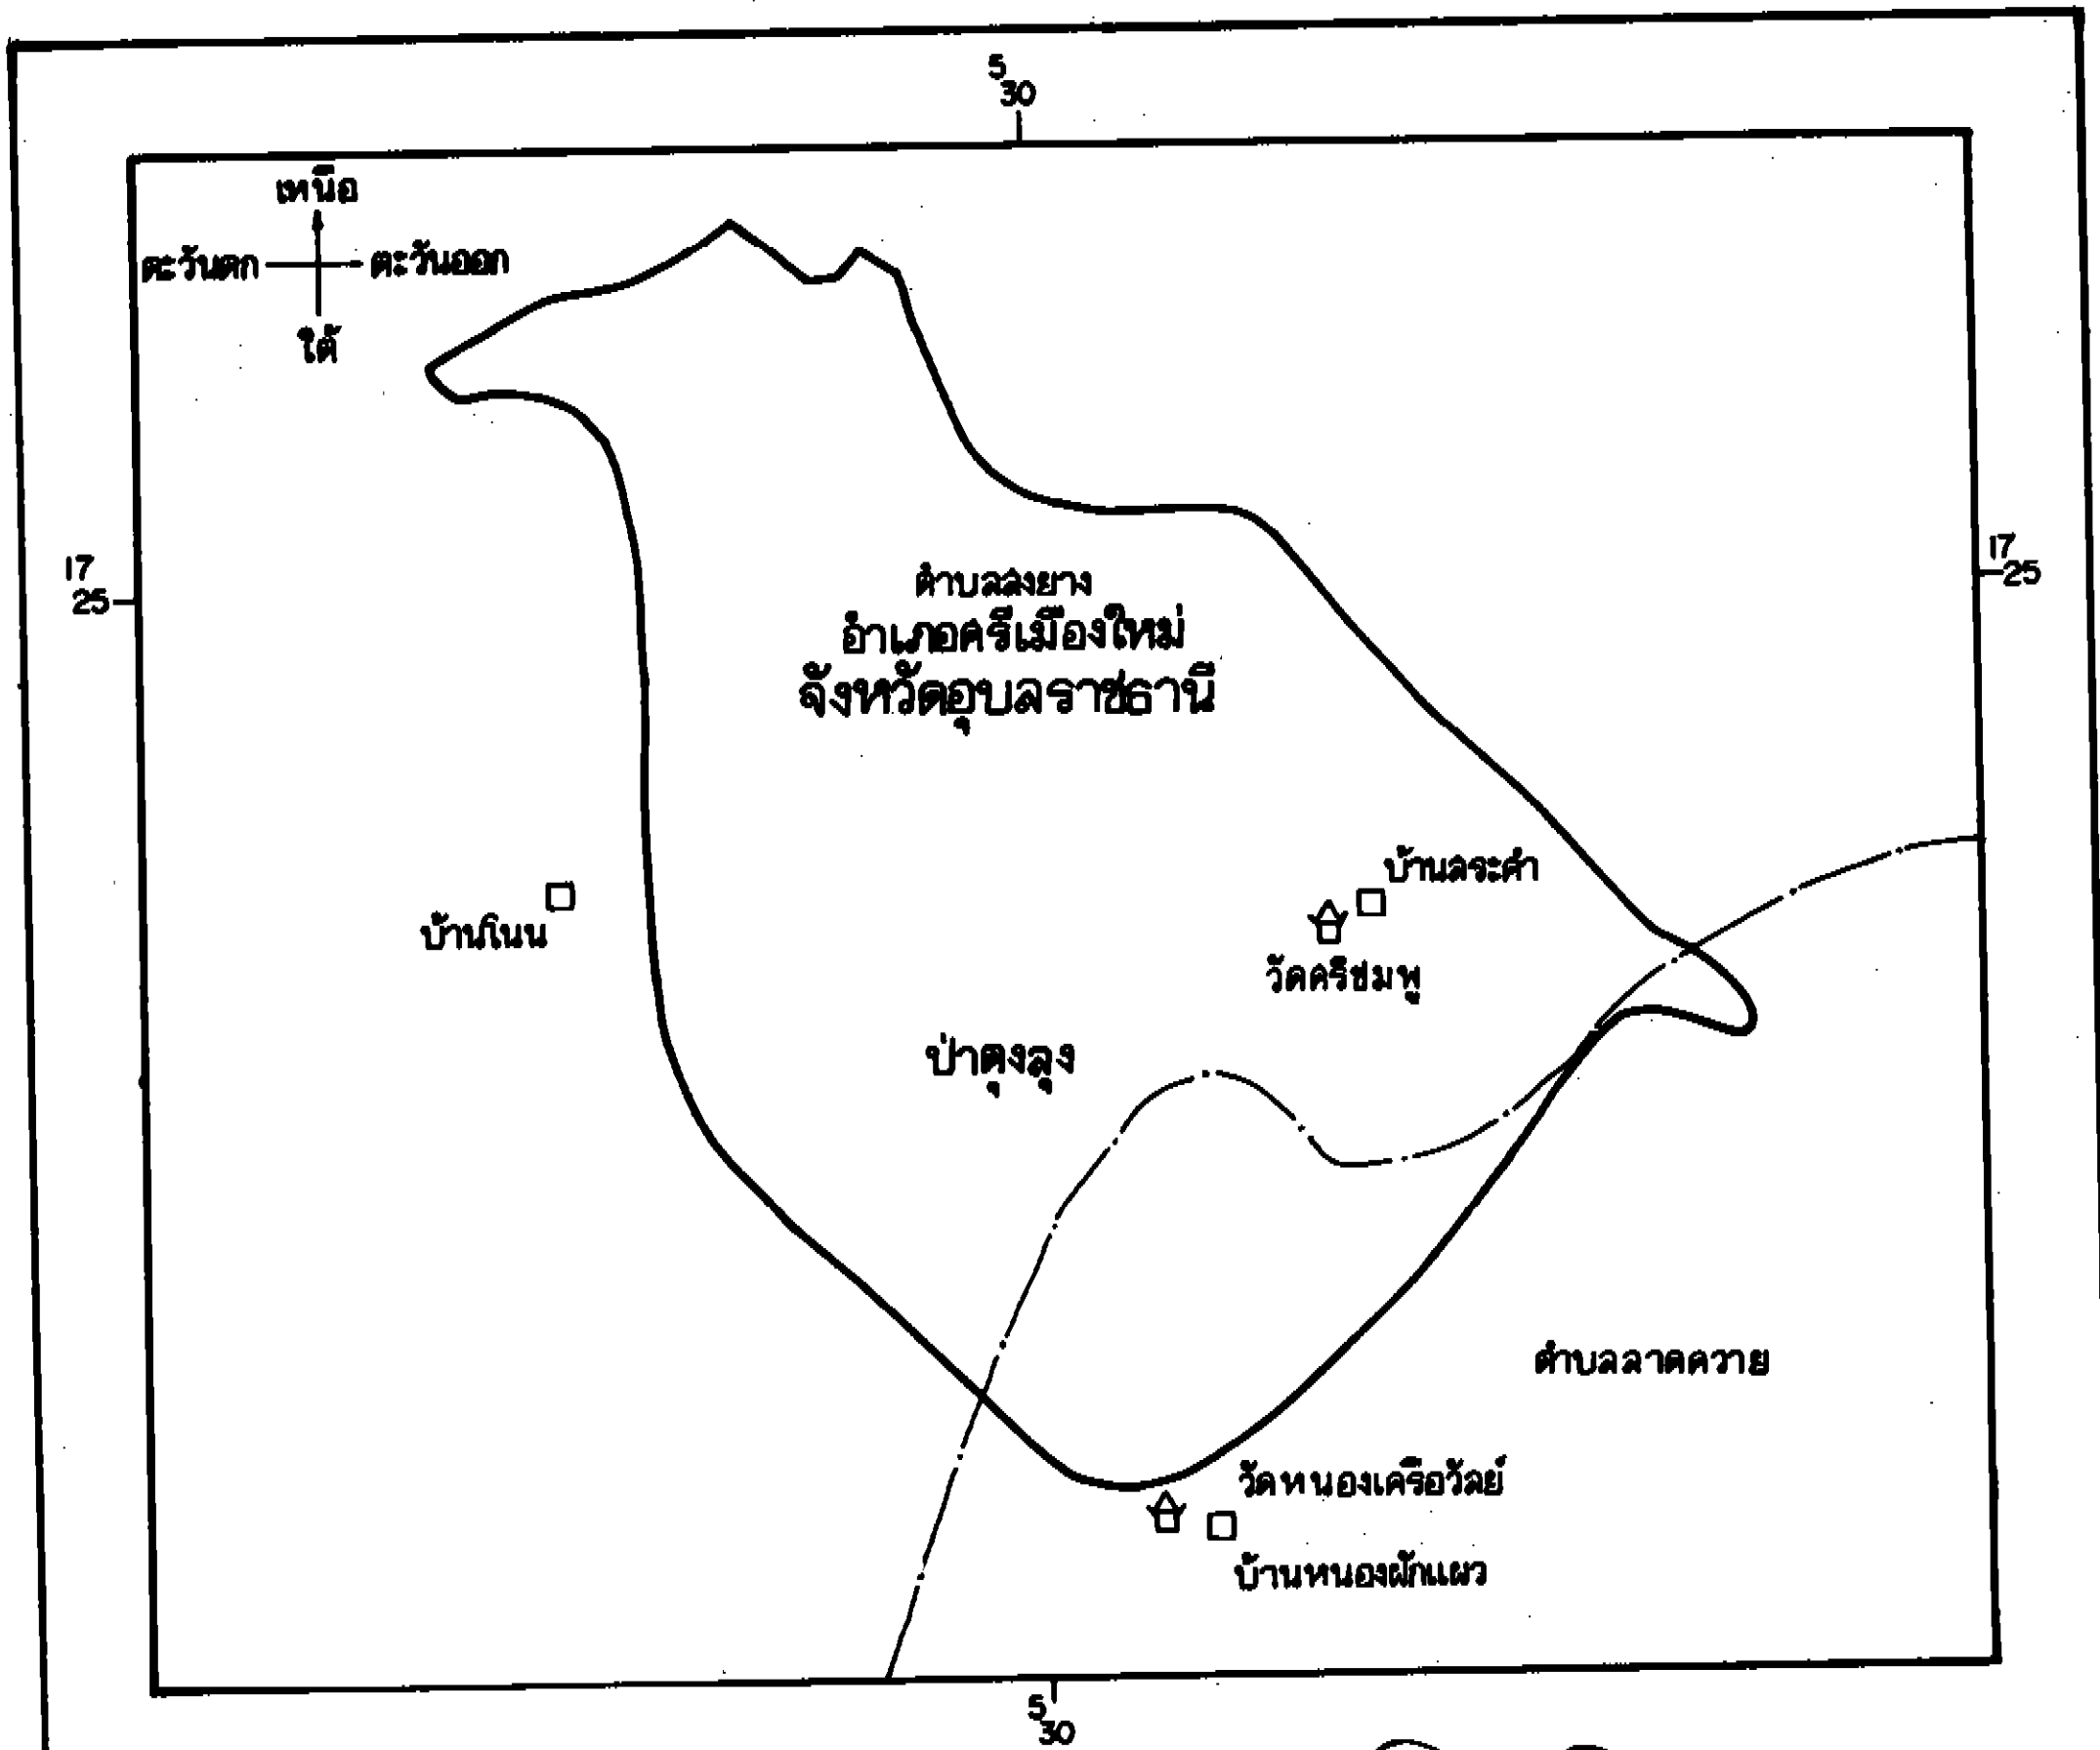 5
30
เหนือ
ตะวันตก ตะวันออก
ใต้
17
25
17
25
ตำบลสงยาง
อำเภอศรีเมืองใหม่
จังหวัดอุบลราชธานี
บ้านสระคำ
บ้านโนน
วัดศรีชมพู
ป่าดุงลุง
ตำบลลาดควาย
วัดหนองเครือวัลย์
บ้านหนองผักแผว
5
30